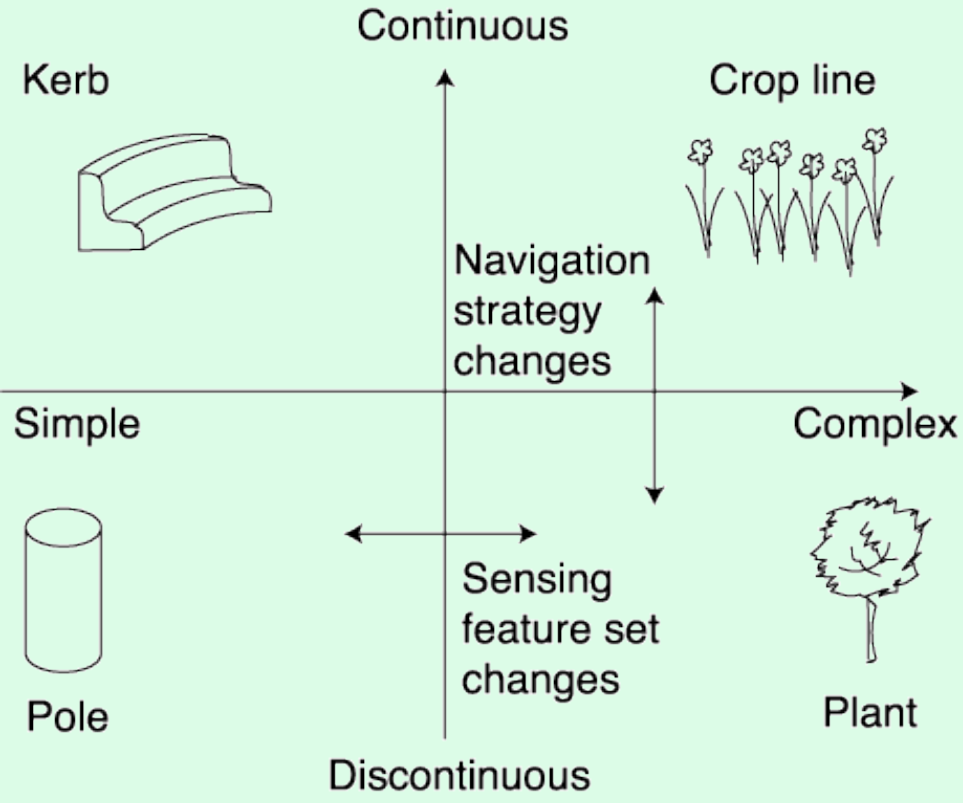 Continuous
Kerb
Crop line
Navigation
strategy
changes
Simple
Complex
Sensing
feature set
changes
Pole
Plant
Discontinuous